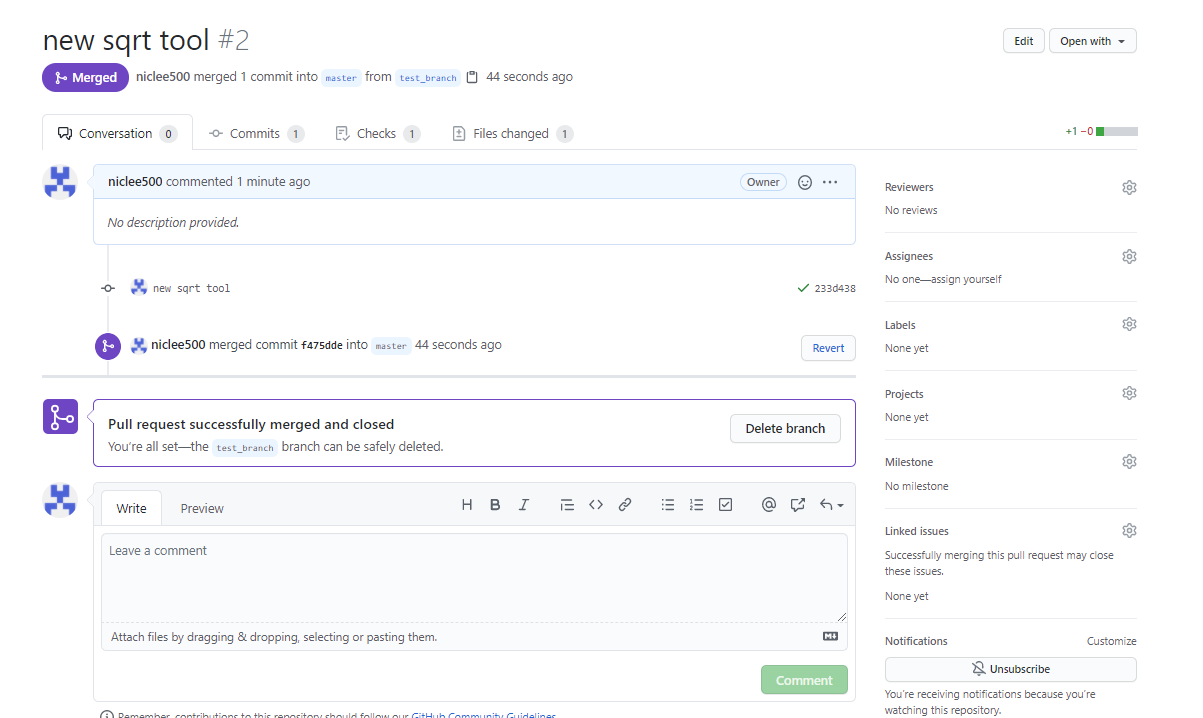 new sqrt tool #2
Edit
Open with
Merged
niclee500 merged 1 commit into master from test_branch 44 seconds ago
Conversation 0
Commits 1
Checks 1
Files changed 1
+1 −0
niclee500 commented 1 minute ago
Owner
No description provided.
new sqrt tool
233d438
niclee500 merged commit f475dde into master 44 seconds ago
Revert
Pull request successfully merged and closed
You're all set—the test_branch branch can be safely deleted.
Delete branch
Write
Preview
Leave a comment
Attach files by dragging & dropping, selecting or pasting them.
Comment
Remember, contributions to this repository should follow our GitHub Community Guidelines.
Reviewers
No reviews
Assignees
No one—assign yourself
Labels
None yet
Projects
None yet
Milestone
No milestone
Linked issues
Successfully merging this pull request may close
these issues.
None yet
Notifications
Customize
Unsubscribe
You're receiving notifications because you're
watching this repository.